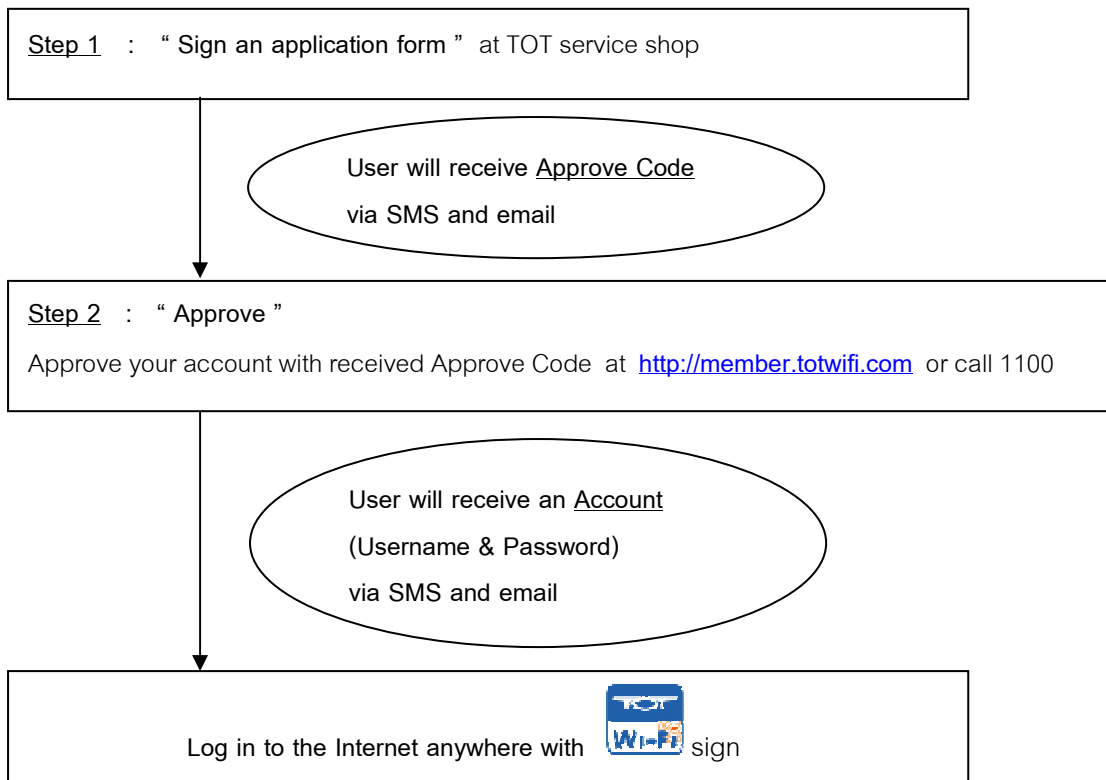 Step 1 : “ Sign an application form ” at TOT service shop
User will receive Approve Code
via SMS and email
Step 2 : “ Approve ”
Approve your account with received Approve Code at http://member.totwifi.com or call 1100
User will receive an Account
(Username & Password)
via SMS and email
TOT
Wi-Fi
Log in to the Internet anywhere with sign